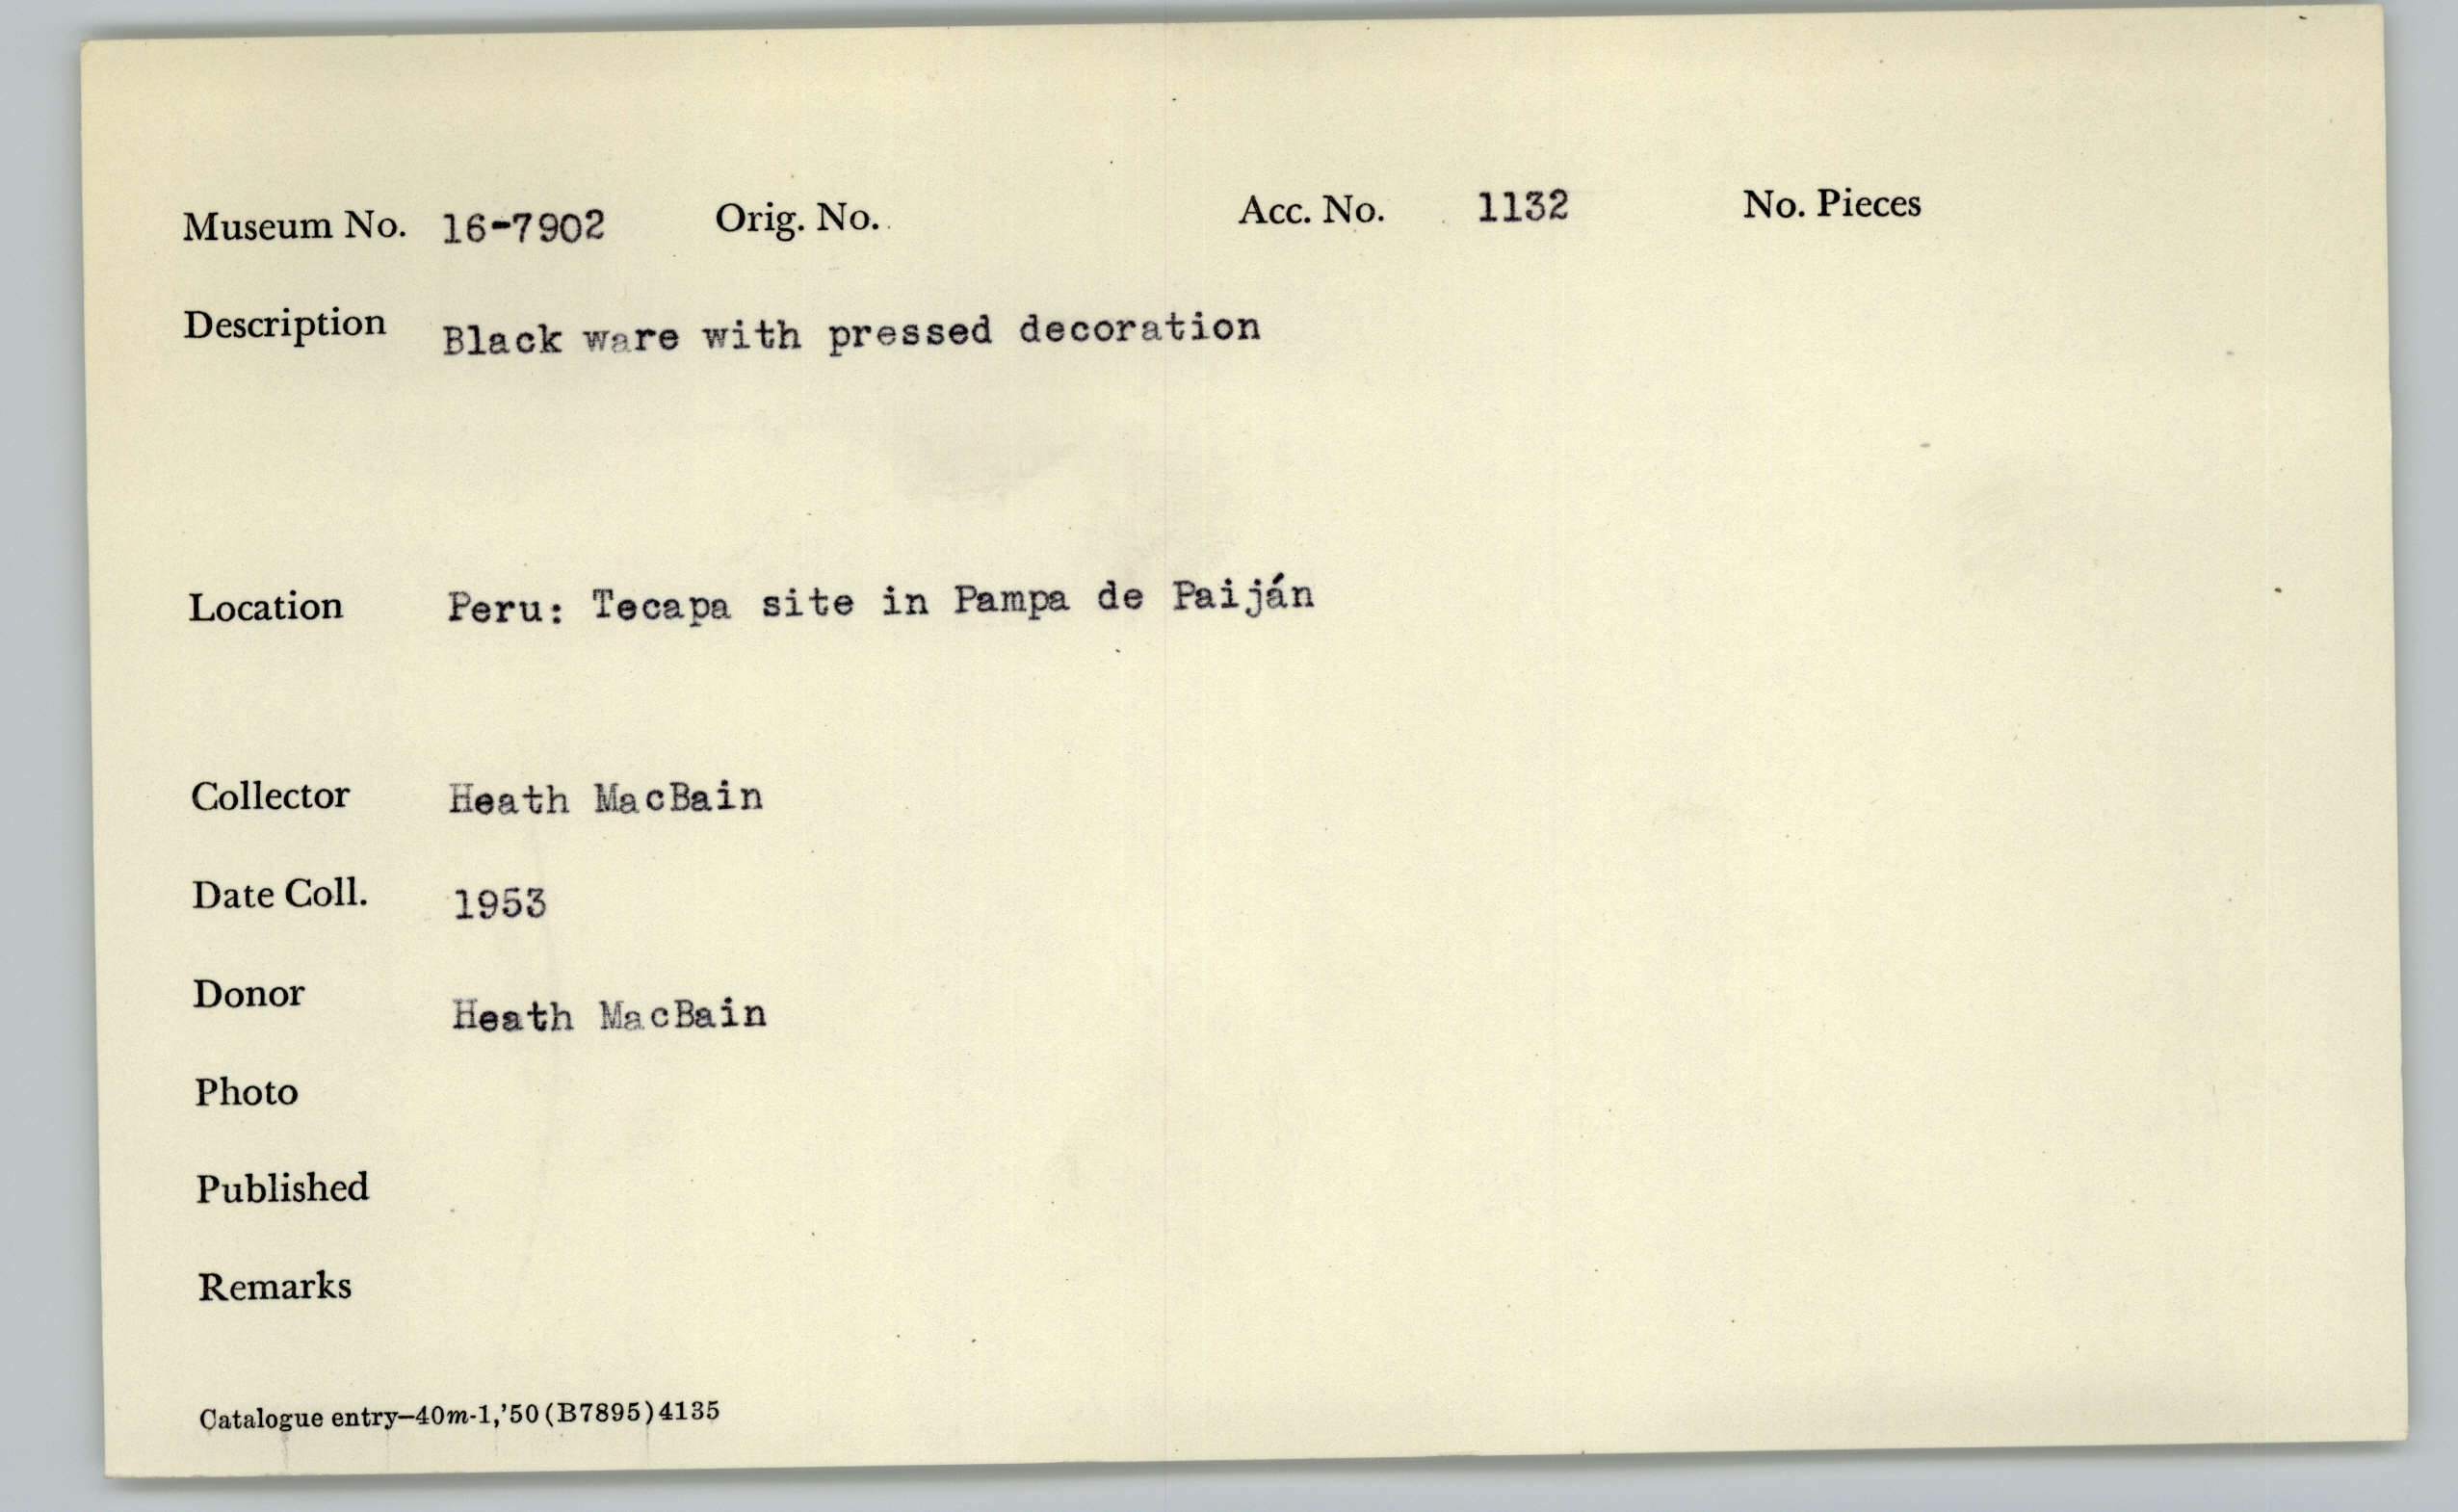 Museum No. 16-7902 Orig. No. Acc. No. 1132 No. Pieces
Description Black ware with pressed decoration
Location Peru: Tecapa site in Pampa de Paiján
Collector Heath MacBain
Date Coll. 1953
Donor Heath MacBain
Photo
Published
Remarks
Catalogue entry—40m-1,'50(B7895)4135